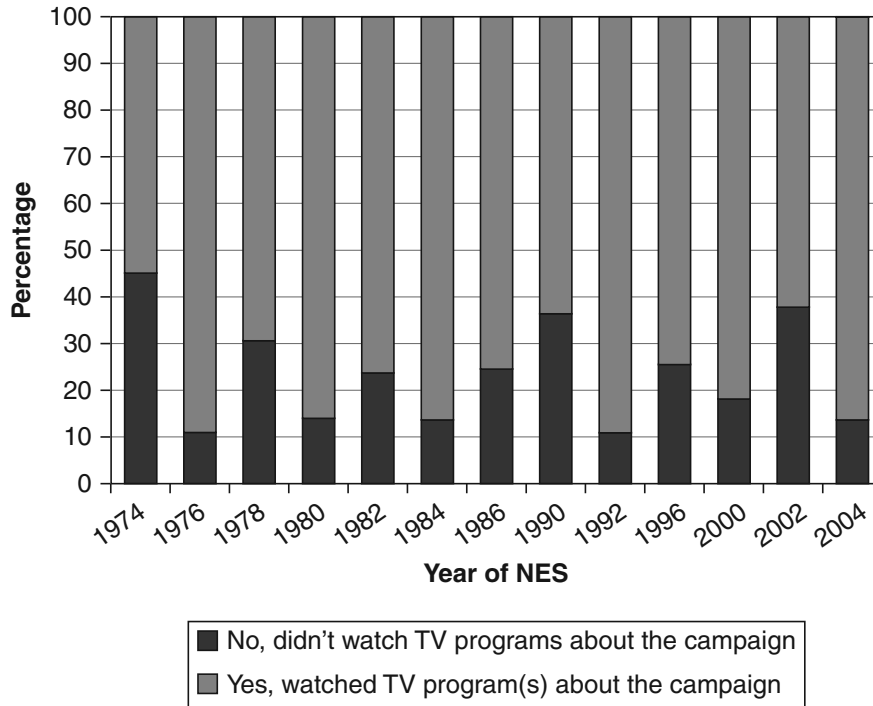 100
90
80
70
60
50
40
30
20
10
0
Percentage
1974 1976 1978 1980 1982 1984 1986 1990 1992 1996 2000 2002 2004
Year of NES
No, didn't watch TV programs about the campaign
Yes, watched TV program(s) about the campaign